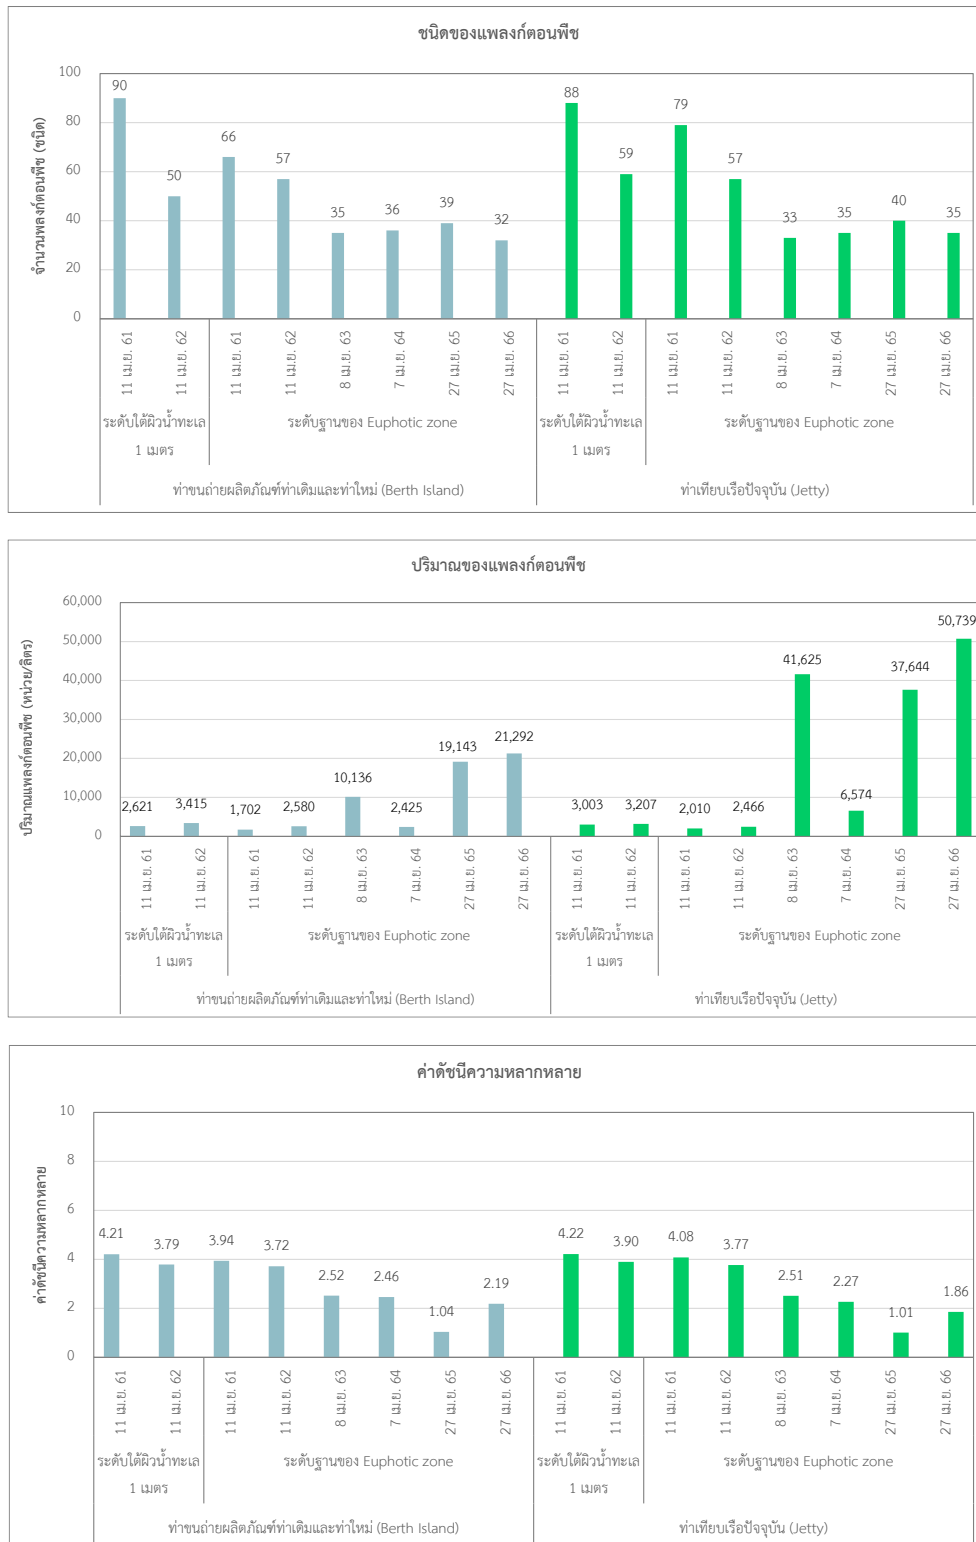 ชนิดของแพลงก์ตอนพืช
จำนวนพลงก์ตอนพืช (ชนิด)
100
80
60
40
20
0
90 50 66 57 35 36 39 32 88 59 79 57 33 35 40 35
11 เม.ย. 61 11 เม.ย. 62 11 เม.ย. 61 11 เม.ย. 62 8 เม.ย. 63 7 เม.ย. 64 27 เม.ย. 65 27 เม.ย. 66 11 เม.ย. 61 11 เม.ย. 62 11 เม.ย. 61 11 เม.ย. 62 8 เม.ย. 63 7 เม.ย. 64 27 เม.ย. 65 27 เม.ย. 66
ระดับใต้ผิวน้ำทะเล ระดับฐานของ Euphotic zone ระดับใต้ผิวน้ำทะเล ระดับฐานของ Euphotic zone
1 เมตร 1 เมตร
ท่าขนถ่ายผลิตภัณฑ์ท่าเดิมและท่าใหม่ (Berth Island) ท่าเทียบเรือปัจจุบัน (Jetty)
ปริมาณของแพลงก์ตอนพืช
ปริมาณแพลงก์ตอนพืช (หน่วย/ลิตร)
60,000
50,000
40,000
30,000
20,000
10,000
0
2,621 3,415 1,702 2,580 10,136 2,425 19,143 21,292 3,003 3,207 2,010 2,466 41,625 6,574 37,644 50,739
11 เม.ย. 61 11 เม.ย. 62 11 เม.ย. 61 11 เม.ย. 62 8 เม.ย. 63 7 เม.ย. 64 27 เม.ย. 65 27 เม.ย. 66 11 เม.ย. 61 11 เม.ย. 62 11 เม.ย. 61 11 เม.ย. 62 8 เม.ย. 63 7 เม.ย. 64 27 เม.ย. 65 27 เม.ย. 66
ระดับใต้ผิวน้ำทะเล ระดับฐานของ Euphotic zone ระดับใต้ผิวน้ำทะเล ระดับฐานของ Euphotic zone
1 เมตร 1 เมตร
ท่าขนถ่ายผลิตภัณฑ์ท่าเดิมและท่าใหม่ (Berth Island) ท่าเทียบเรือปัจจุบัน (Jetty)
ค่าดัชนีความหลากหลาย
ค่าดัชนีความหลากหลาย
10
8
6
4
2
0
4.21 3.79 3.94 3.72 2.52 2.46 1.04 2.19 4.22 3.90 4.08 3.77 2.51 2.27 1.01 1.86
11 เม.ย. 61 11 เม.ย. 62 11 เม.ย. 61 11 เม.ย. 62 8 เม.ย. 63 7 เม.ย. 64 27 เม.ย. 65 27 เม.ย. 66 11 เม.ย. 61 11 เม.ย. 62 11 เม.ย. 61 11 เม.ย. 62 8 เม.ย. 63 7 เม.ย. 64 27 เม.ย. 65 27 เม.ย. 66
ระดับใต้ผิวน้ำทะเล ระดับฐานของ Euphotic zone ระดับใต้ผิวน้ำทะเล ระดับฐานของ Euphotic zone
1 เมตร 1 เมตร
ท่าขนถ่ายผลิตภัณฑ์ท่าเดิมและท่าใหม่ (Berth Island) ท่าเทียบเรือปัจจุบัน (Jetty)